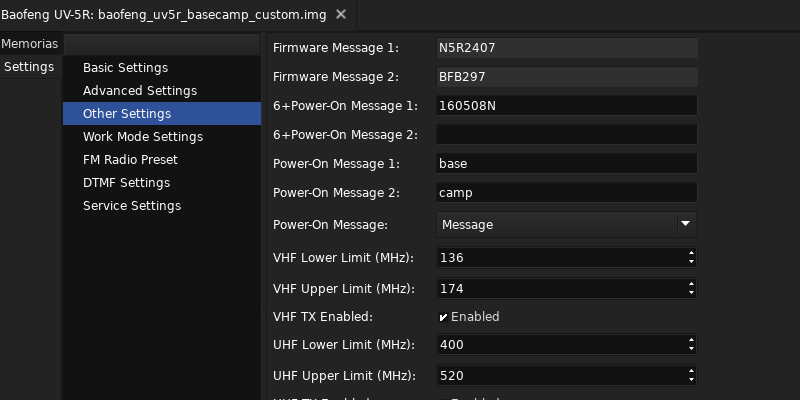 Baofeng UV-5R: baofeng_uv5r_basecamp_custom.img
Memorias
Settings
Basic Settings
Advanced Settings
Other Settings
Work Mode Settings
FM Radio Preset
DTMF Settings
Service Settings
Firmware Message 1: N5R2407
Firmware Message 2: BFB297
6+Power-On Message 1: 160508N
6+Power-On Message 2:
Power-On Message 1: base
Power-On Message 2: camp
Power-On Message: Message
VHF Lower Limit (MHz): 136
VHF Upper Limit (MHz): 174
VHF TX Enabled: Enabled
UHF Lower Limit (MHz): 400
UHF Upper Limit (MHz): 520